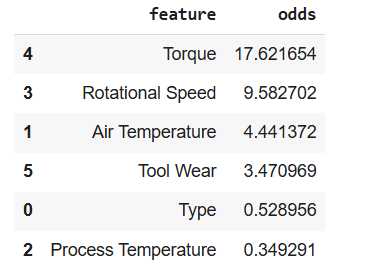 feature odds
4 Torque 17.621654
3 Rotational Speed 9.582702
1 Air Temperature 4.441372
5 Tool Wear 3.470969
0 Type 0.528956
2 Process Temperature 0.349291